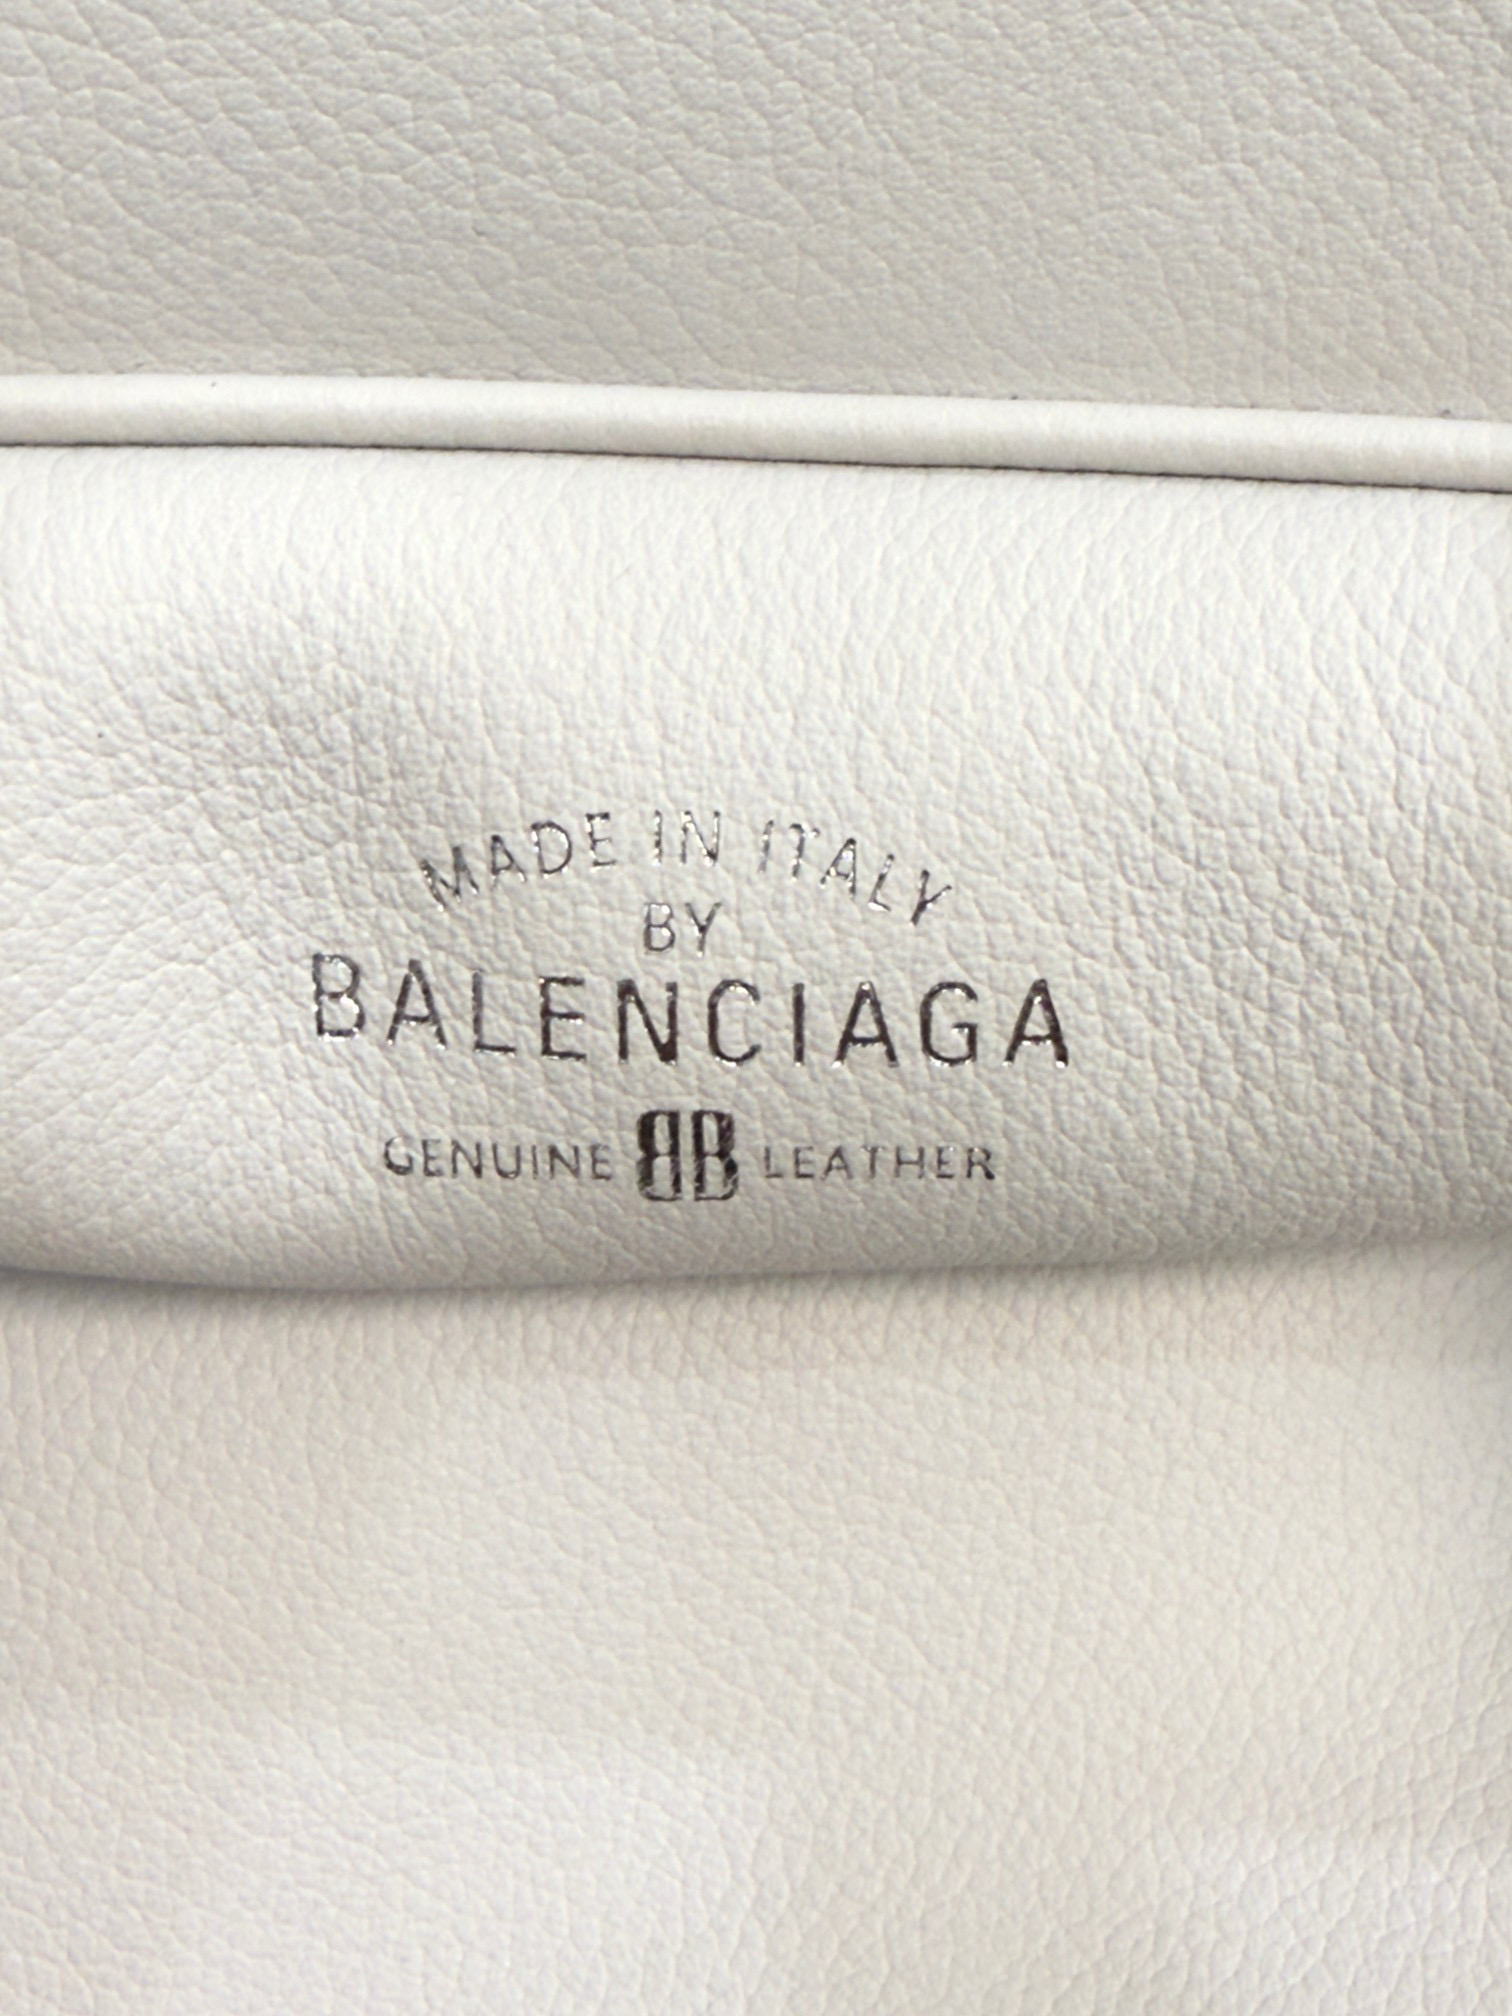 MADE IN ITALY
BY
BALENCIAGA
GENUINE BB LEATHER